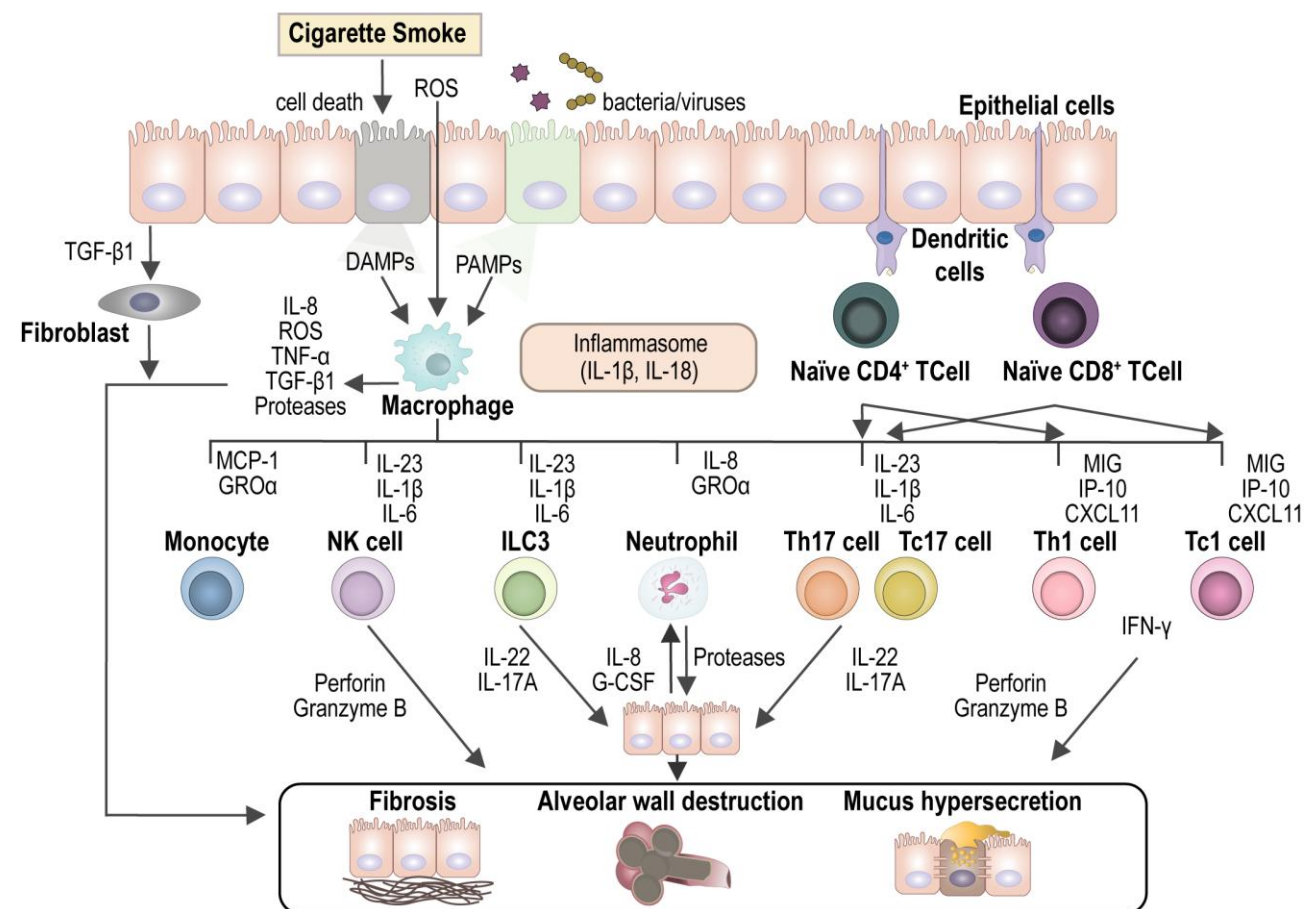 Cigarette Smoke
cell death
ROS
bacteria/viruses
Epithelial cells
TGF-β1
DAMPs
PAMPs
Dendritic
cells
Fibroblast
IL-8
ROS
TNF-α
TGF-β1
Proteases
Macrophage
Inflammasome
(IL-1β, IL-18)
Naïve CD4⁺ TCell
Naïve CD8⁺ TCell
MCP-1
GROα
IL-23
IL-1β
IL-6
IL-23
IL-1β
IL-6
IL-8
GROα
IL-23
IL-1β
IL-6
MIG
IP-10
CXCL11
MIG
IP-10
CXCL11
Monocyte
NK cell
ILC3
Neutrophil
Th17 cell
Tc17 cell
Th1 cell
Tc1 cell
Perforin
Granzyme B
IL-22
IL-17A
IL-8
G-CSF
Proteases
IL-22
IL-17A
IFN-γ
Perforin
Granzyme B
Fibrosis
Alveolar wall destruction
Mucus hypersecretion